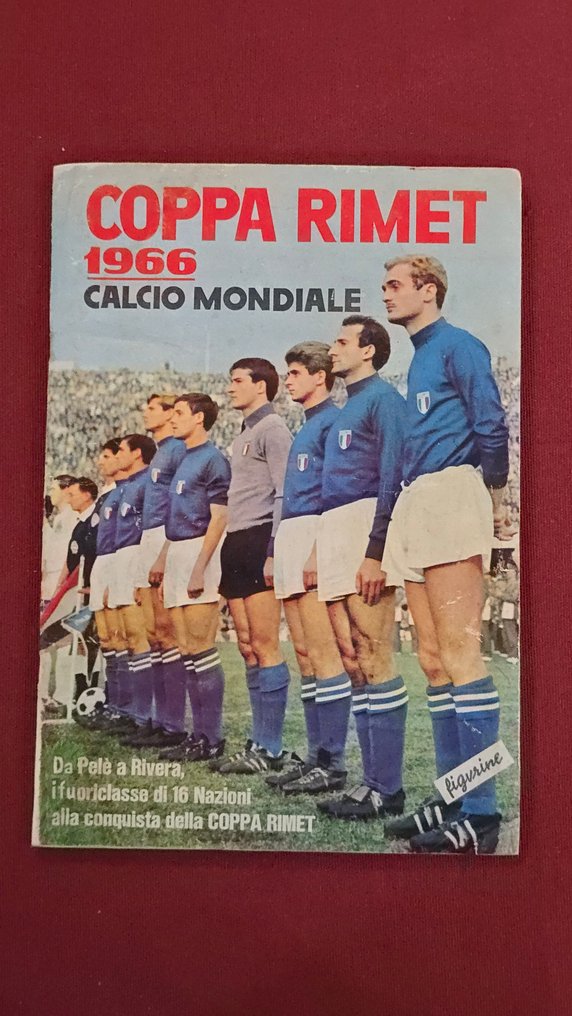 COPPA RIMET
1966
CALCIO MONDIALE
Da Pelè a Rivera,
i fuoriclasse di 16 Nazioni
alla conquista della COPPA RIMET
figurine